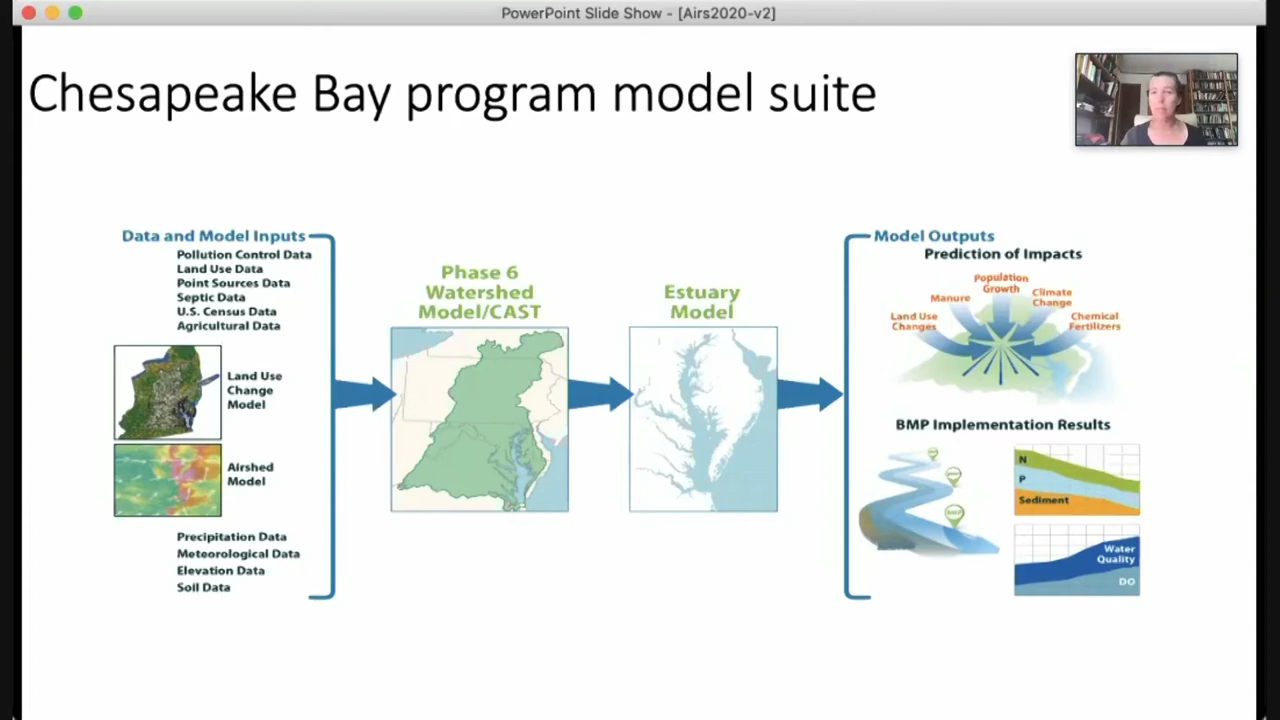 PowerPoint Slide Show - [Airs2020-v2]
Chesapeake Bay program model suite
Data and Model Inputs
Pollution Control Data
Land Use Data
Point Sources Data
Septic Data
U.S. Census Data
Agricultural Data
Land Use
Change
Model
Airshed
Model
Precipitation Data
Meteorological Data
Elevation Data
Soil Data
Phase 6
Watershed
Model/CAST
Estuary
Model
Model Outputs
Prediction of Impacts
Population
Growth
Manure
Climate
Change
Land Use
Changes
Chemical
Fertilizers
BMP Implementation Results
BMP
N
P
Sediment
Water
Quality
DO